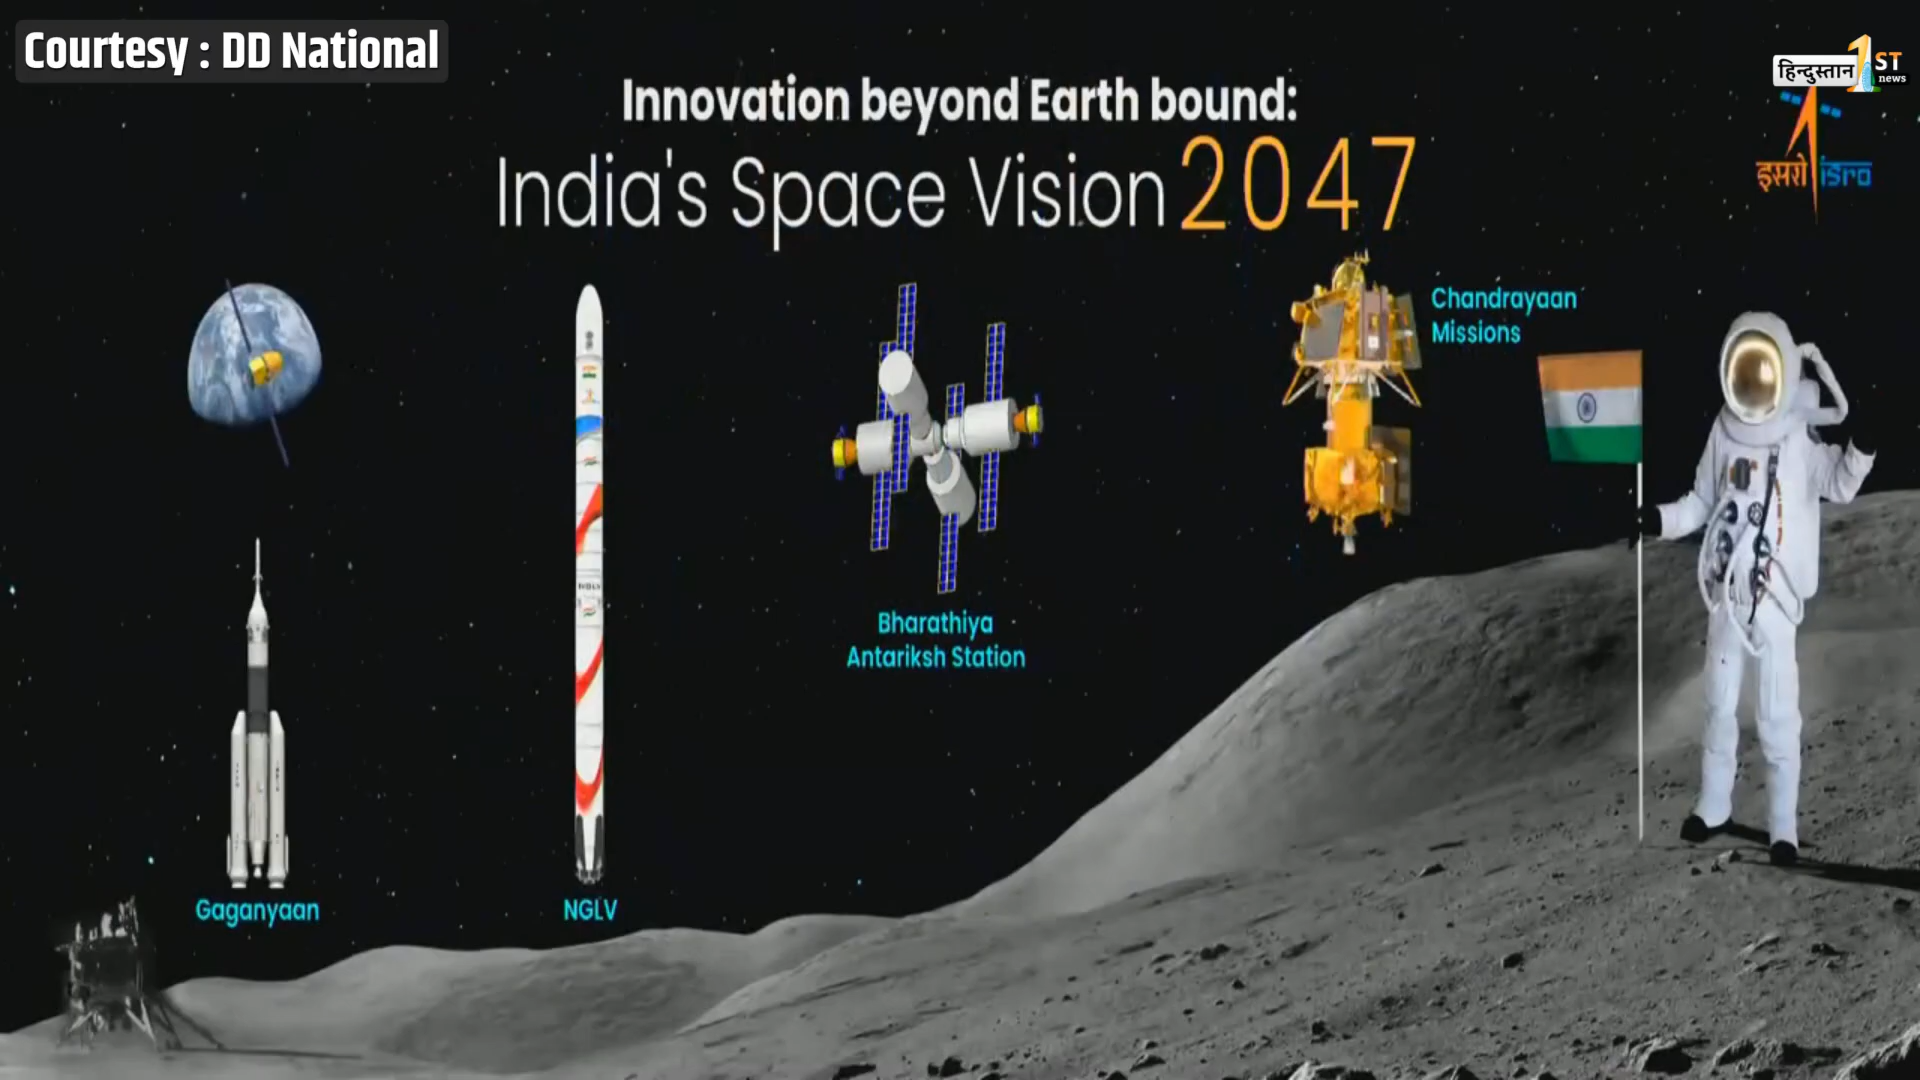 Courtesy : DD National
हिन्दुस्तान 1ST
news
Innovation beyond Earth bound:
India's Space Vision 2047
इसरो isro
Chandrayaan
Missions
Bharathiya
Antariksh Station
NGLV
Gaganyaan
NGLV